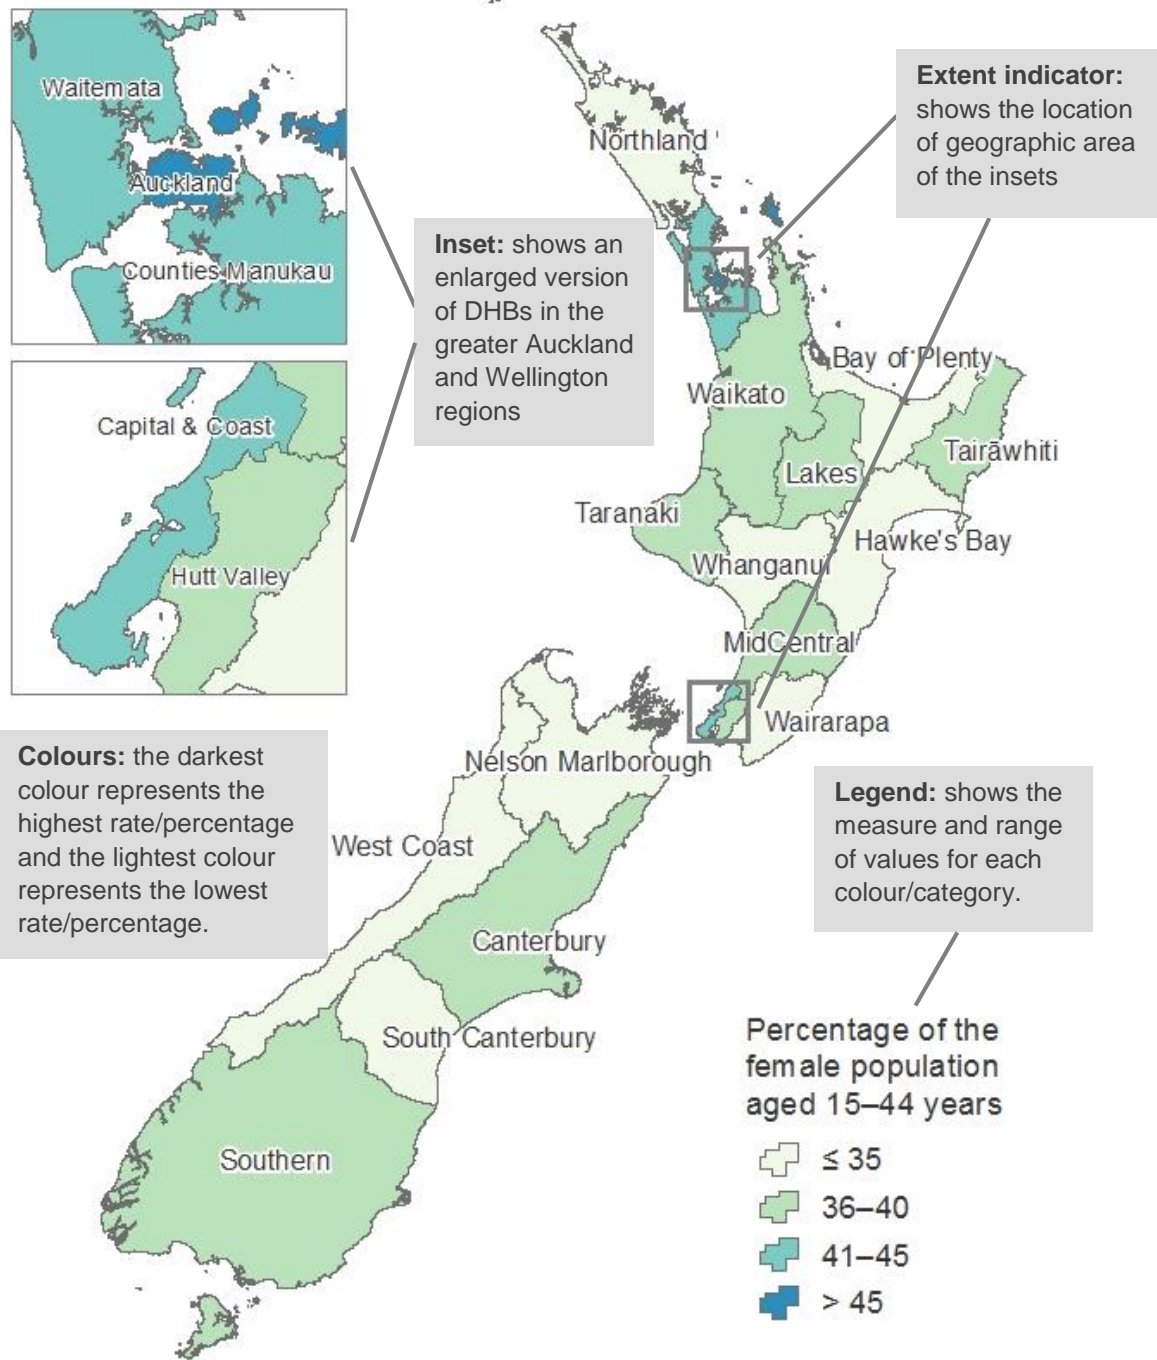 Waitemata
Auckland
Counties Manukau
Capital & Coast
Hutt Valley
Inset: shows an
enlarged version
of DHBs in the
greater Auckland
and Wellington
regions
Extent indicator:
shows the location
of geographic area
of the insets
Northland
Bay of Plenty
Waikato
Tairāwhiti
Lakes
Taranaki
Hawke's Bay
Whanganui
MidCentral
Wairarapa
Nelson Marlborough
West Coast
Canterbury
South Canterbury
Southern
Colours: the darkest
colour represents the
highest rate/percentage
and the lightest colour
represents the lowest
rate/percentage.
Legend: shows the
measure and range
of values for each
colour/category.
Percentage of the
female population
aged 15–44 years
≤ 35
36–40
41–45
> 45